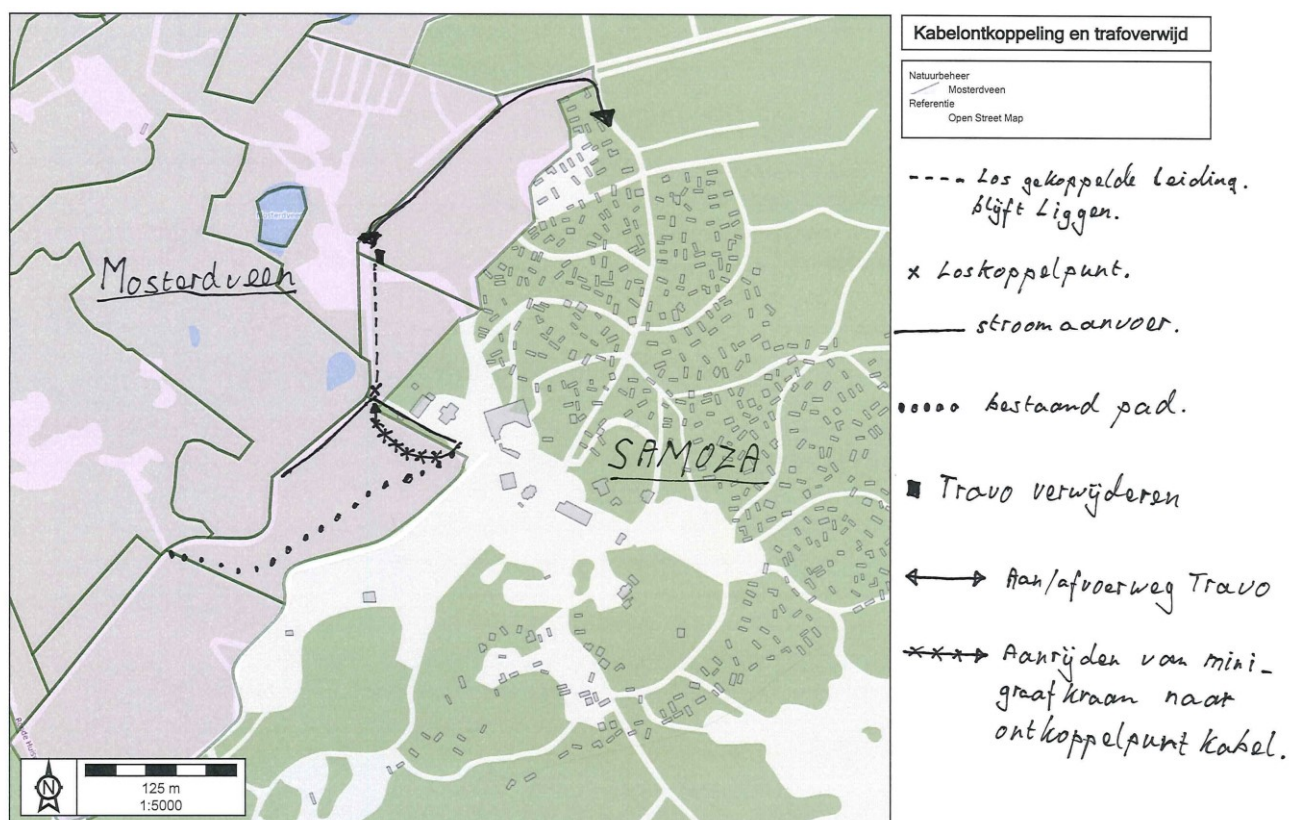 Kabelontkoppeling en trafoverwijd
Natuurbeheer
Mosterdveen
Referentie
Open Street Map
Los gekoppelde Leiding.
blijft Liggen.
x Loskoppelpunt.
stroomaanvoer.
bestaand pad.
Travo verwijderen
Aan/afvoerweg Travo
Aanrijden van mini-
graafkraan naar
ontkoppelpunt kabel.
Mosterdveen
Mosterdveen
SAMOZA
N
125 m
1:5000